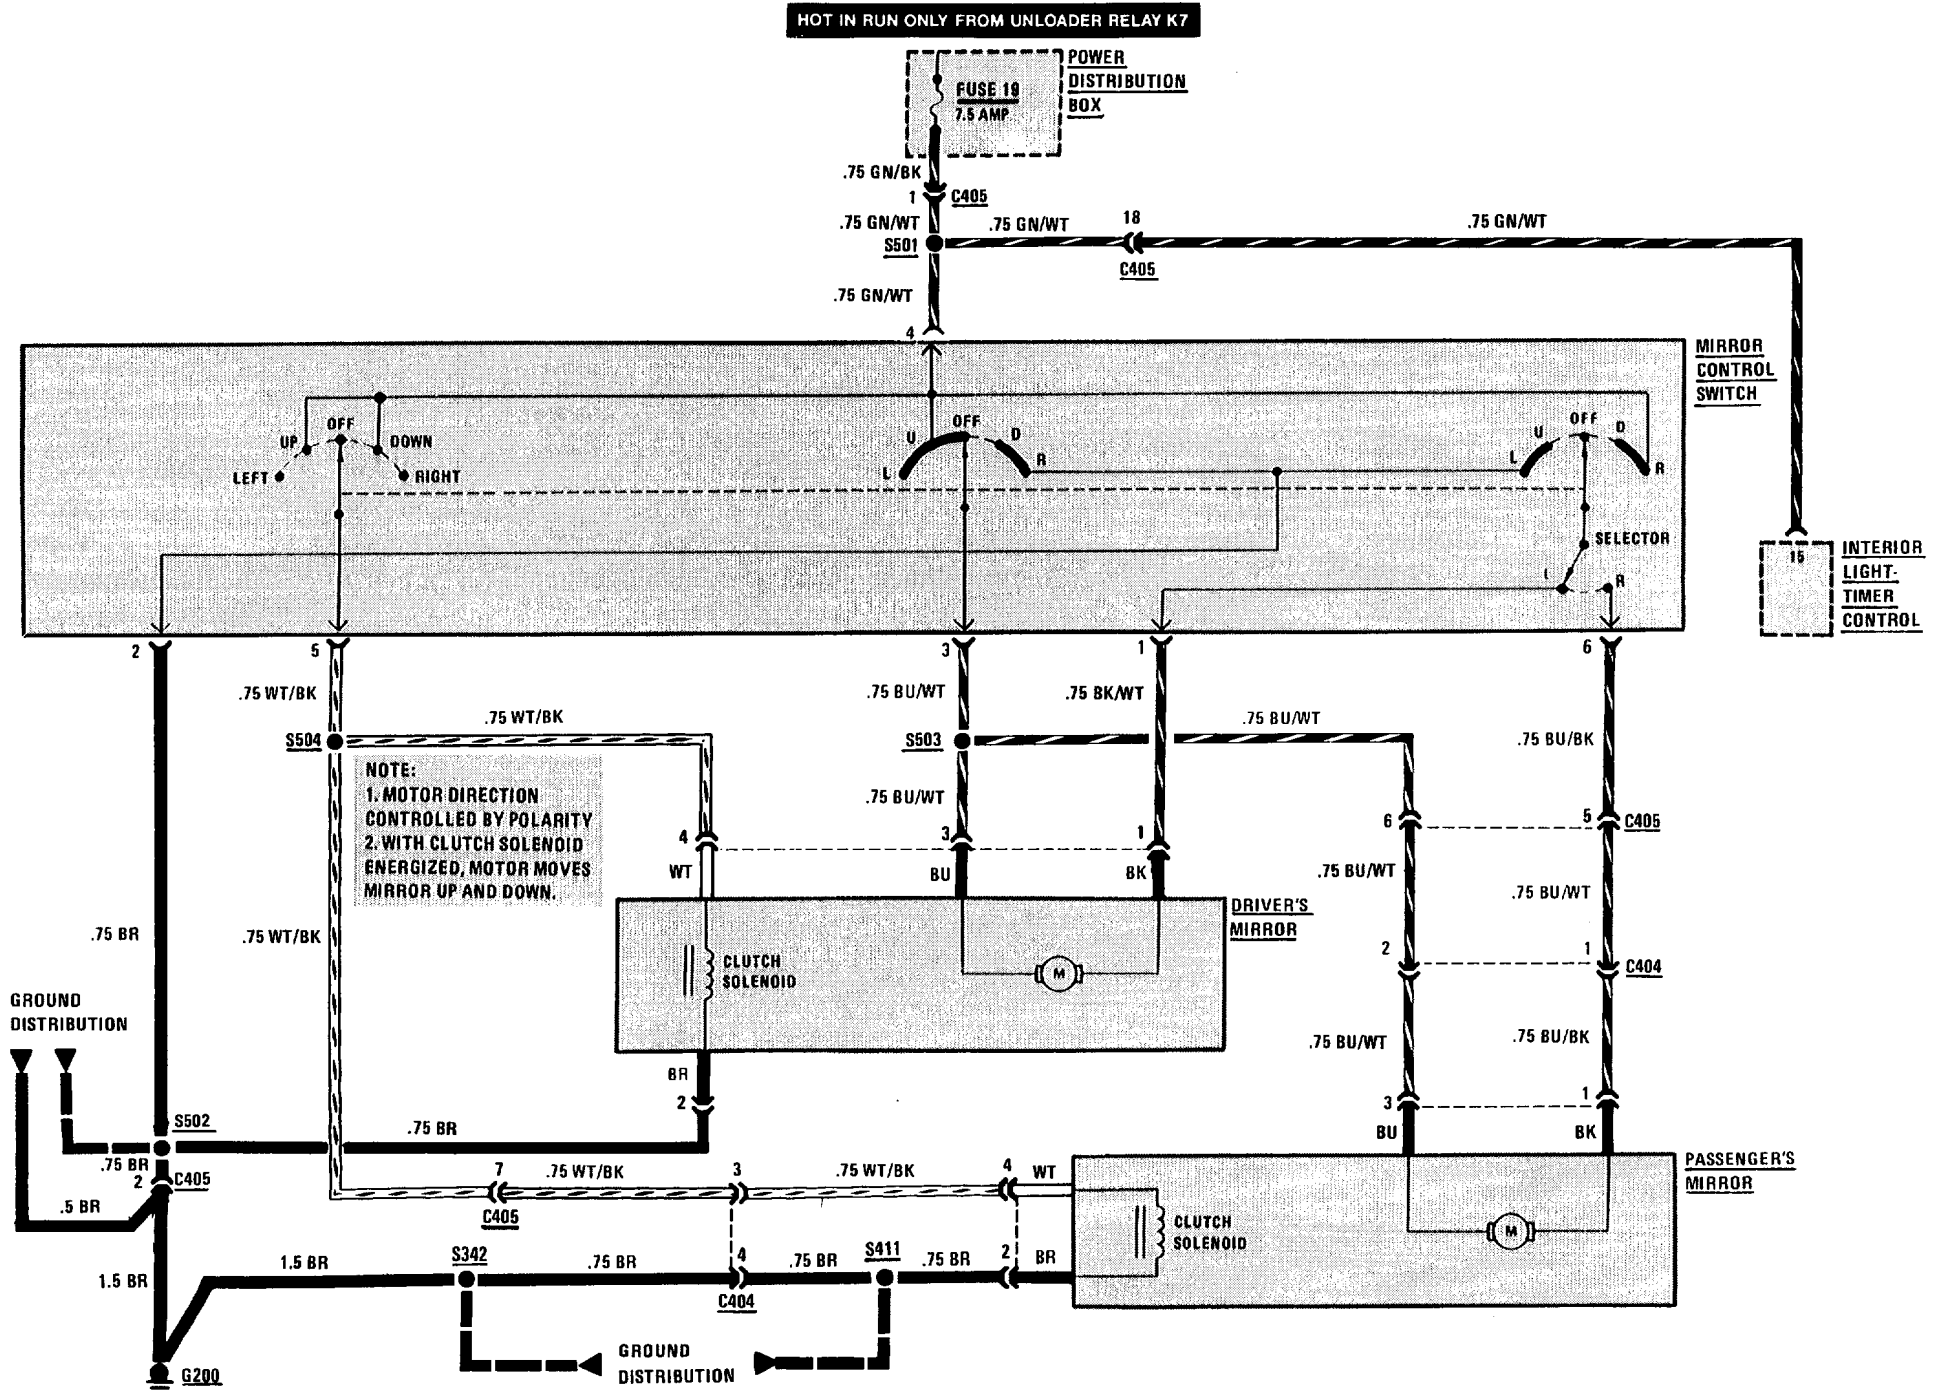 HOT IN RUN ONLY FROM UNLOADER RELAY K7
POWER
DISTRIBUTION
BOX
FUSE 19
7.5 AMP
.75 GN/BK
1
C405
.75 GN/WT
S501
.75 GN/WT
18
C405
.75 GN/WT
.75 GN/WT
4
MIRROR
CONTROL
SWITCH
OFF
UP
DOWN
LEFT
RIGHT
OFF
U
D
L
R
OFF
U
D
L
R
SELECTOR
L
R
15
INTERIOR
LIGHT-
TIMER
CONTROL
2
5
3
1
6
.75 WT/BK
.75 BU/WT
.75 BK/WT
S504
.75 WT/BK
S503
.75 BU/WT
.75 BU/BK
NOTE:
1. MOTOR DIRECTION
CONTROLLED BY POLARITY
2. WITH CLUTCH SOLENOID
ENERGIZED, MOTOR MOVES
MIRROR UP AND DOWN.
.75 BU/WT
4
3
1
6
5
C405
WT
BU
BK
.75 BU/WT
.75 BU/WT
DRIVER'S
MIRROR
.75 BR
.75 WT/BK
CLUTCH
SOLENOID
M
2
1
C404
GROUND
DISTRIBUTION
.75 BU/WT
.75 BU/BK
BR
2
3
1
S502
.75 BR
BU
BK
.75 BR
2
C405
.5 BR
7
.75 WT/BK
C405
3
.75 WT/BK
4
WT
PASSENGER'S
MIRROR
CLUTCH
SOLENOID
M
1.5 BR
1.5 BR
S342
.75 BR
4
C404
.75 BR
S411
.75 BR
2
BR
GROUND
DISTRIBUTION
G200